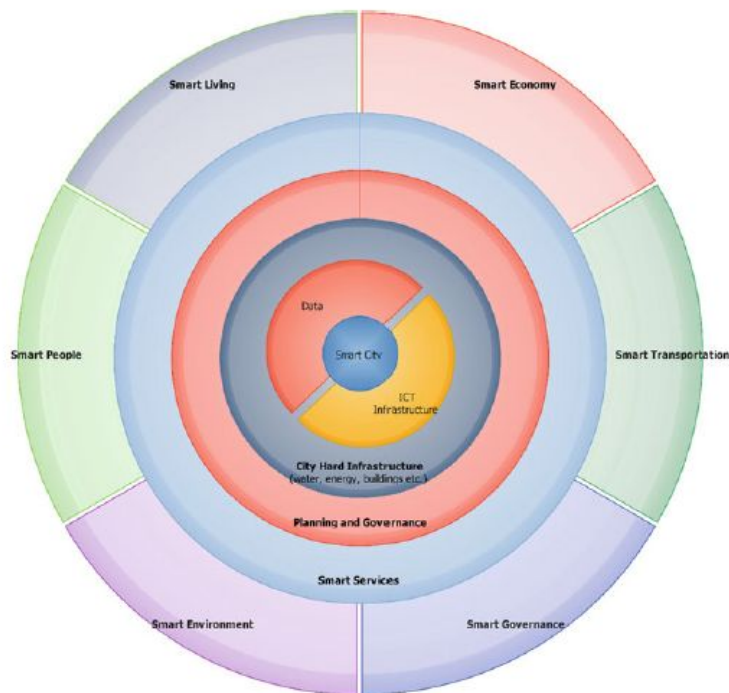 Smart Living
Smart Economy
Data
Smart People
Smart City
Smart Transportation
ICT
Infrastructure
City Hard Infrastructure
(water, energy, buildings etc.)
Planning and Governance
Smart Services
Smart Environment
Smart Governance